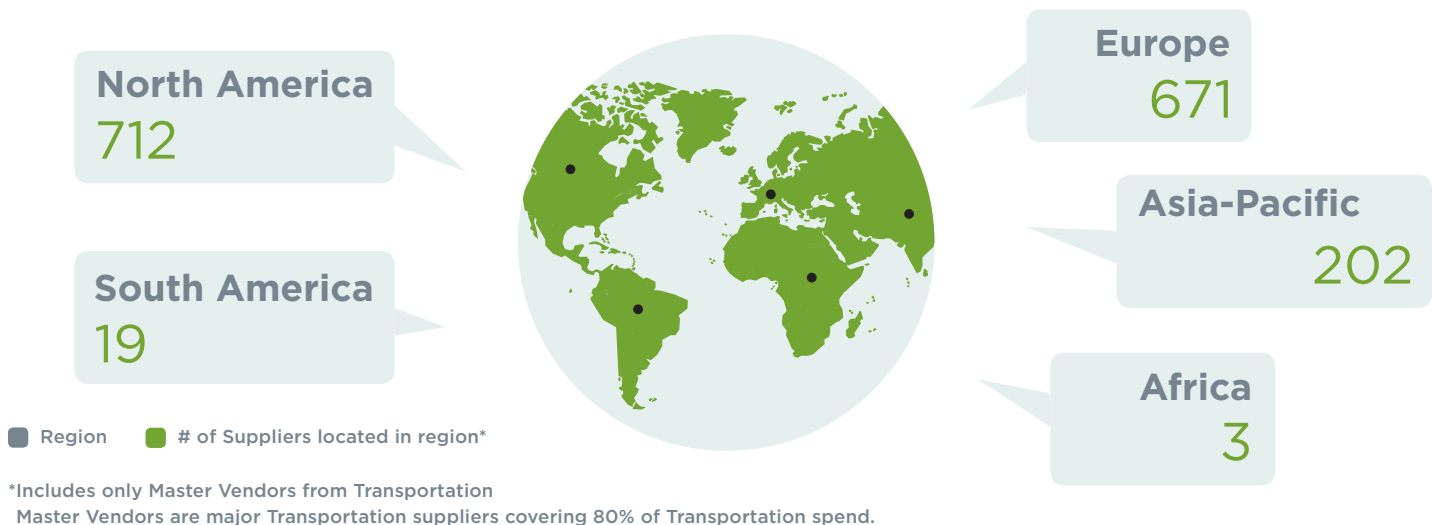 North America
712
South America
19
Europe
671
Asia-Pacific
202
Africa
3
Region
# of Suppliers located in region*
*Includes only Master Vendors from Transportation
Master Vendors are major Transportation suppliers covering 80% of Transportation spend.